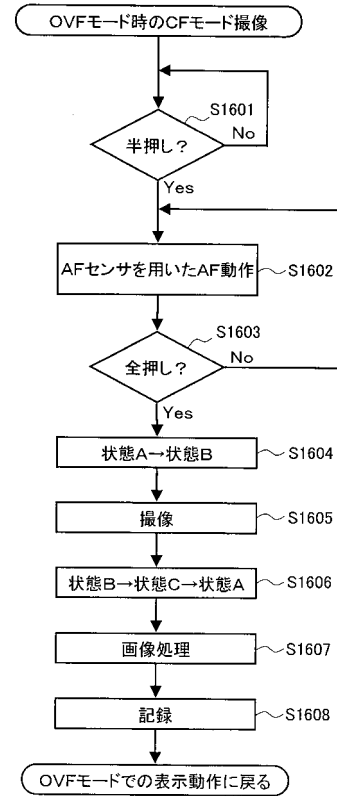 OVFモード時のCFモード撮像
S1601
半押し？
No
Yes
AFセンサを用いたAF動作
S1602
S1603
全押し？
No
Yes
状態A→状態B
S1604
撮像
S1605
状態B→状態C→状態A
S1606
画像処理
S1607
記録
S1608
OVFモードでの表示動作に戻る